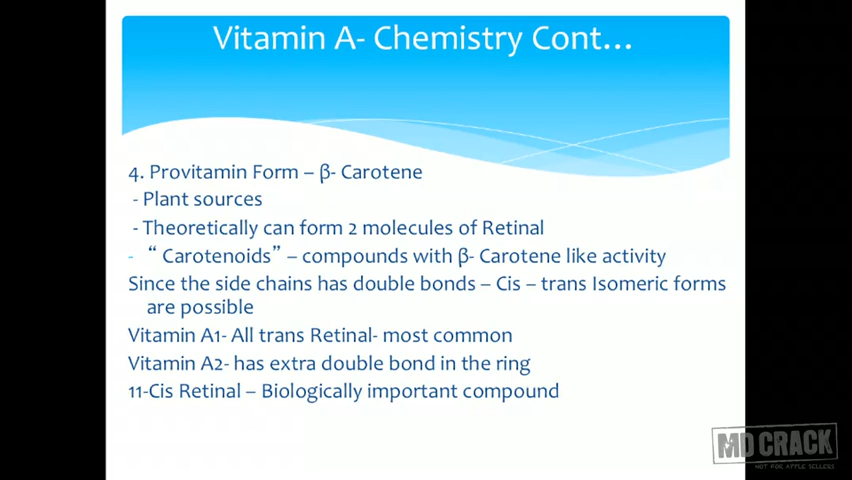 Vitamin A- Chemistry Cont...
4. Provitamin Form – β- Carotene
- Plant sources
- Theoretically can form 2 molecules of Retinal
- “ Carotenoids” – compounds with β- Carotene like activity
Since the side chains has double bonds – Cis – trans Isomeric forms
are possible
Vitamin A1- All trans Retinal- most common
Vitamin A2- has extra double bond in the ring
11-Cis Retinal – Biologically important compound
MD CRACK
NOT FOR APPLE SELLERS